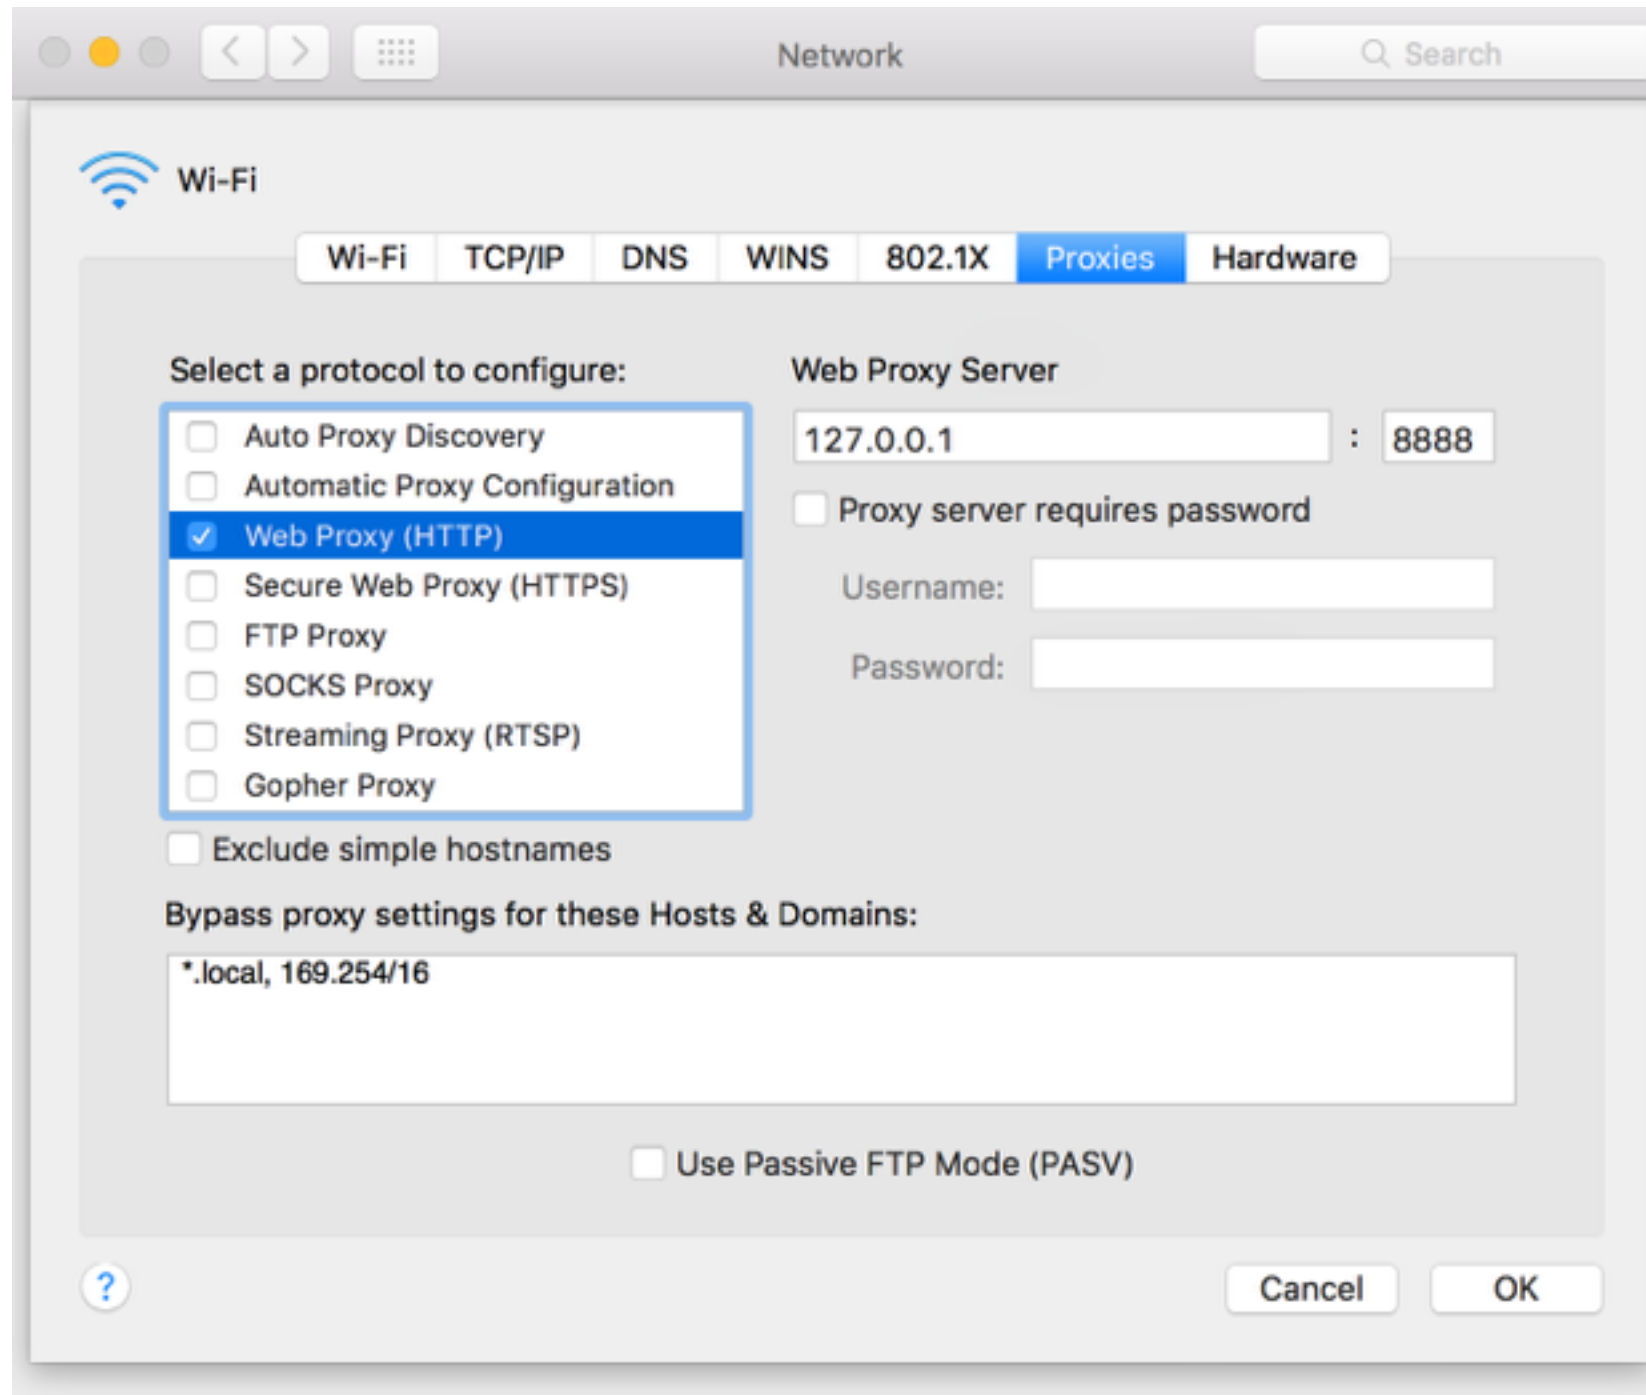 Network
Search
Wi-Fi
Wi-Fi TCP/IP DNS WINS 802.1X Proxies Hardware
Select a protocol to configure:
Auto Proxy Discovery
Automatic Proxy Configuration
Web Proxy (HTTP)
Secure Web Proxy (HTTPS)
FTP Proxy
SOCKS Proxy
Streaming Proxy (RTSP)
Gopher Proxy
Web Proxy Server
127.0.0.1 : 8888
Proxy server requires password
Username:
Password:
Exclude simple hostnames
Bypass proxy settings for these Hosts & Domains:
*.local, 169.254/16
Use Passive FTP Mode (PASV)
?
Cancel OK